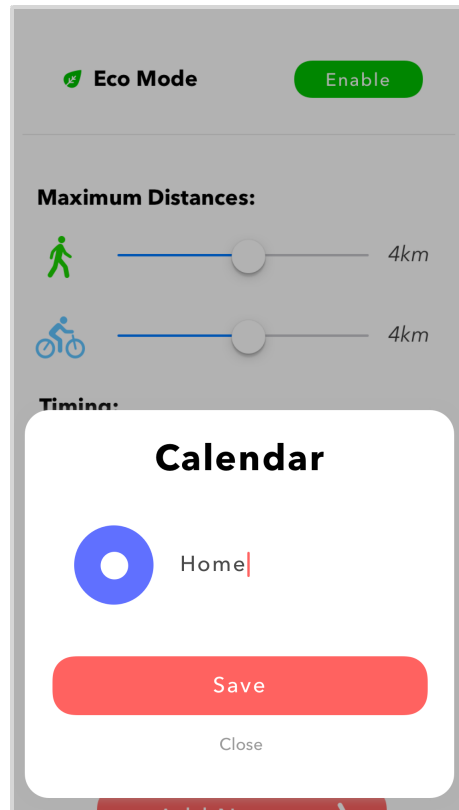 Eco Mode Enable
Maximum Distances:
4km
4km
Timing:
Calendar
Home
Save
Close